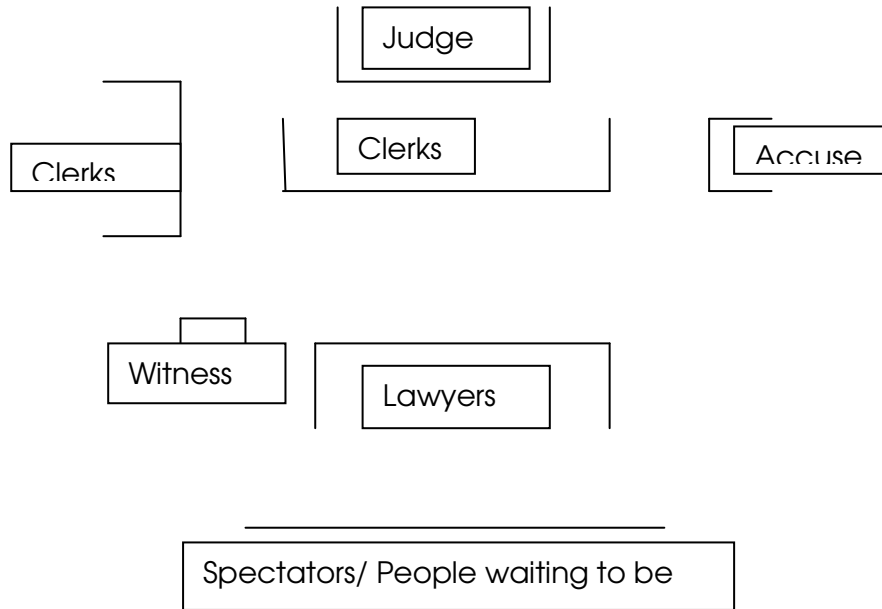 Judge
Clerks
Clerks
Accuse
Witness
Lawyers
Spectators/ People waiting to be